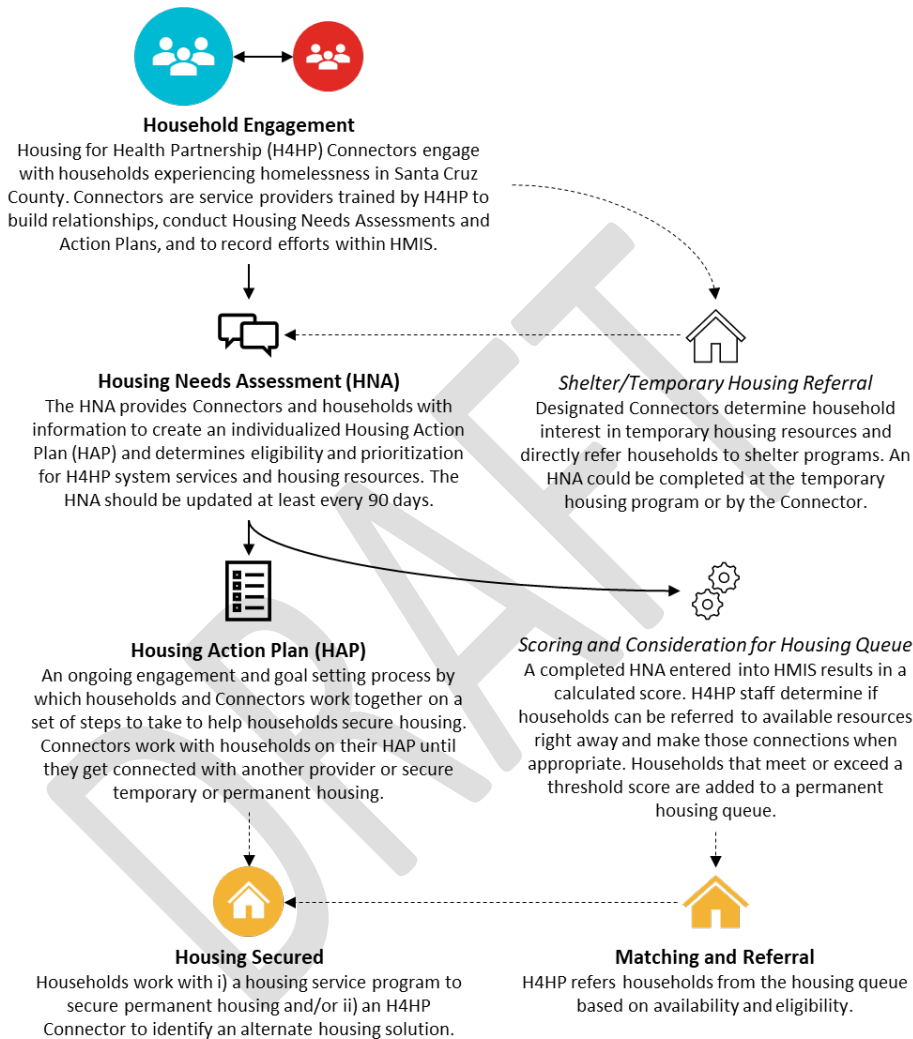 Household Engagement
Housing for Health Partnership (H4HP) Connectors engage
with households experiencing homelessness in Santa Cruz
County. Connectors are service providers trained by H4HP to
build relationships, conduct Housing Needs Assessments and
Action Plans, and to record efforts within HMIS.
Housing Needs Assessment (HNA)
The HNA provides Connectors and households with
information to create an individualized Housing Action
Plan (HAP) and determines eligibility and prioritization
for H4HP system services and housing resources. The
HNA should be updated at least every 90 days.
Shelter/Temporary Housing Referral
Designated Connectors determine household
interest in temporary housing resources and
directly refer households to shelter programs. An
HNA could be completed at the temporary
housing program or by the Connector.
Housing Action Plan (HAP)
An ongoing engagement and goal setting process by
which households and Connectors work together on a
set of steps to take to help households secure housing.
Connectors work with households on their HAP until
they get connected with another provider or secure
temporary or permanent housing.
Scoring and Consideration for Housing Queue
A completed HNA entered into HMIS results in a
calculated score. H4HP staff determine if
households can be referred to available resources
right away and make those connections when
appropriate. Households that meet or exceed a
threshold score are added to a permanent
housing queue.
Housing Secured
Households work with i) a housing service program to
secure permanent housing and/or ii) an H4HP
Connector to identify an alternate housing solution.
Matching and Referral
H4HP refers households from the housing queue
based on availability and eligibility.
DRAFT